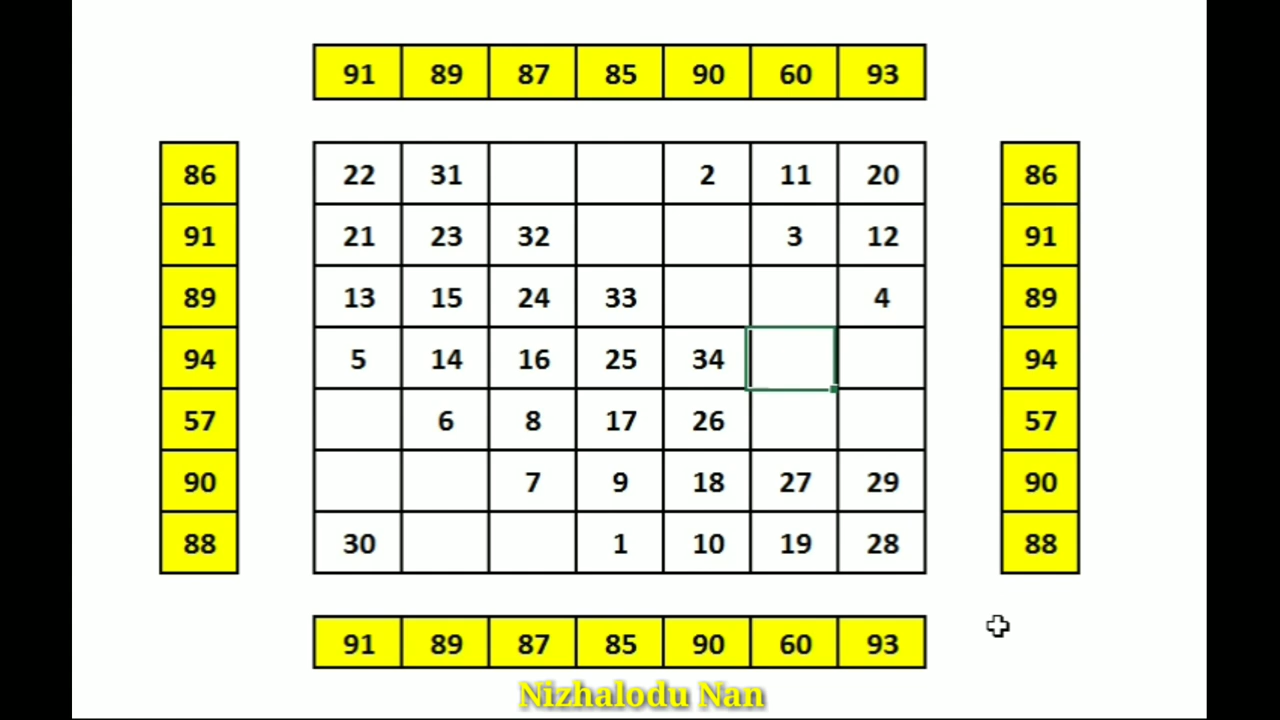 91 89 87 85 90 60 93
86 22 31 2 11 20 86
91 21 23 32 3 12 91
89 13 15 24 33 4 89
94 5 14 16 25 34 94
57 6 8 17 26 57
90 7 9 18 27 29 90
88 30 1 10 19 28 88
91 89 87 85 90 60 93
Nizhalodu Nan